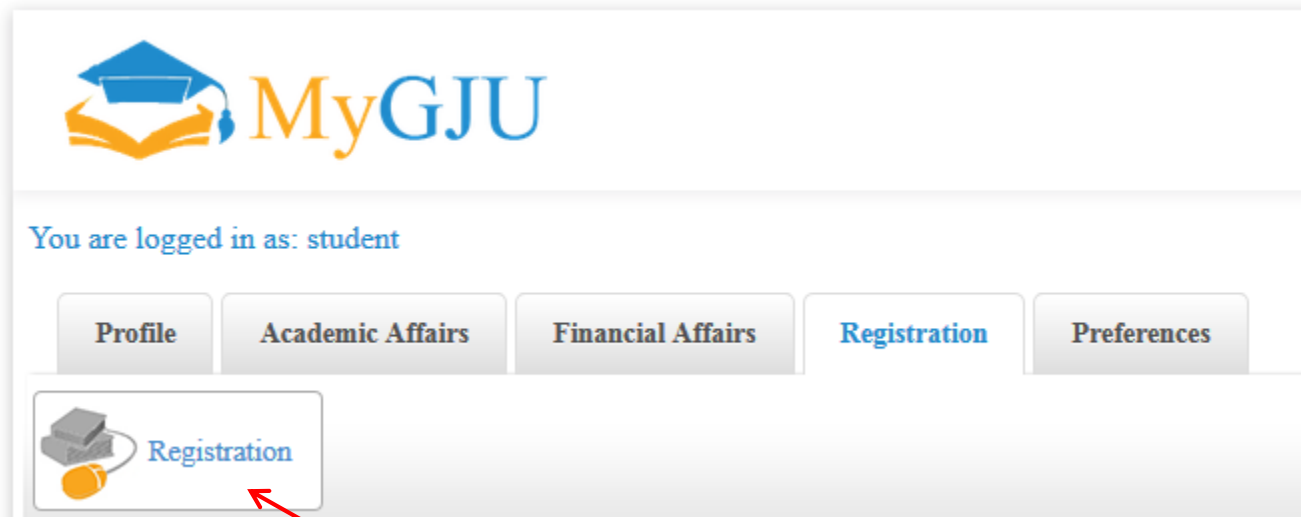 MyGJU
You are logged in as: student
Profile Academic Affairs Financial Affairs Registration Preferences
Registration